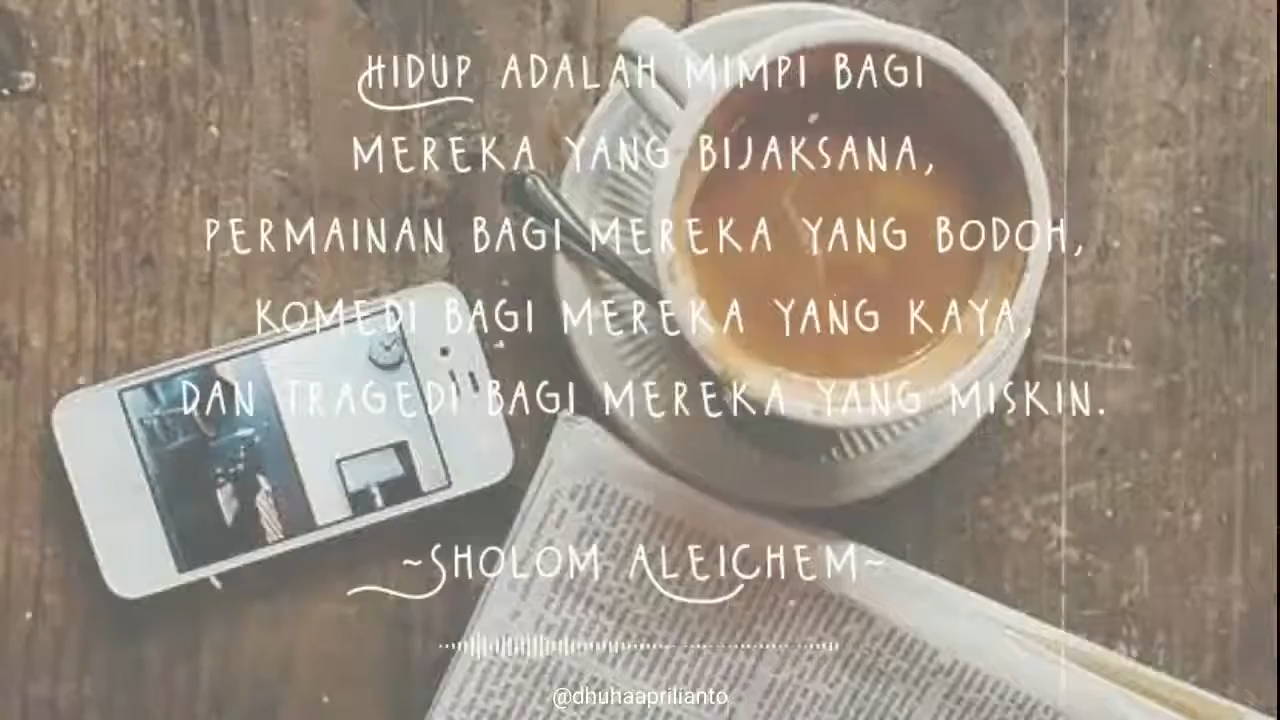 HIDUP ADALAH MIMPI BAGI
MEREKA YANG BIJAKSANA,
PERMAINAN BAGI MEREKA YANG BODOH,
KOMEDI BAGI MEREKA YANG KAYA,
DAN TRAGEDI BAGI MEREKA YANG MISKIN.
~SHOLOM ALEICHEM~
@dhuhaaprilianto